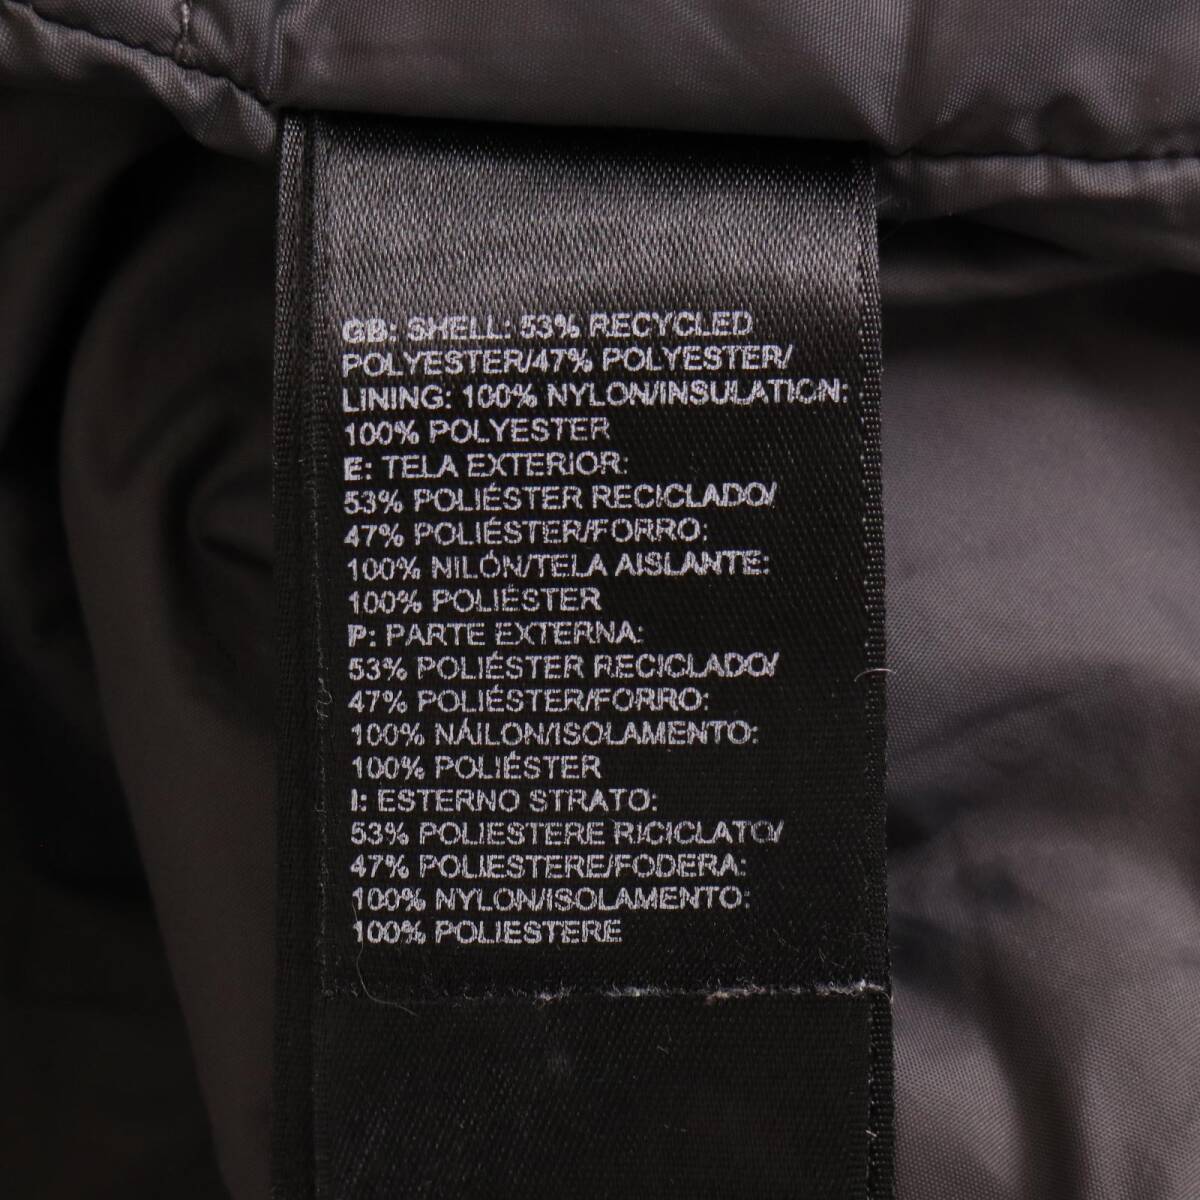 GB: SHELL: 53% RECYCLED
POLYESTER/47% POLYESTER/
LINING: 100% NYLON/INSULATION:
100% POLYESTER
E: TELA EXTERIOR:
53% POLIÉSTER RECICLADO/
47% POLIÉSTER/FORRO:
100% NILÓN/TELA AISLANTE:
100% POLIÉSTER
P: PARTE EXTERNA:
53% POLIÉSTER RECICLADO/
47% POLIÉSTER/FORRO:
100% NÁILON/ISOLAMENTO:
100% POLIÉSTER
I: ESTERNO STRATO:
53% POLIESTERE RICICLATO/
47% POLIESTERE/FODERA:
100% NYLON/ISOLAMENTO:
100% POLIESTERE